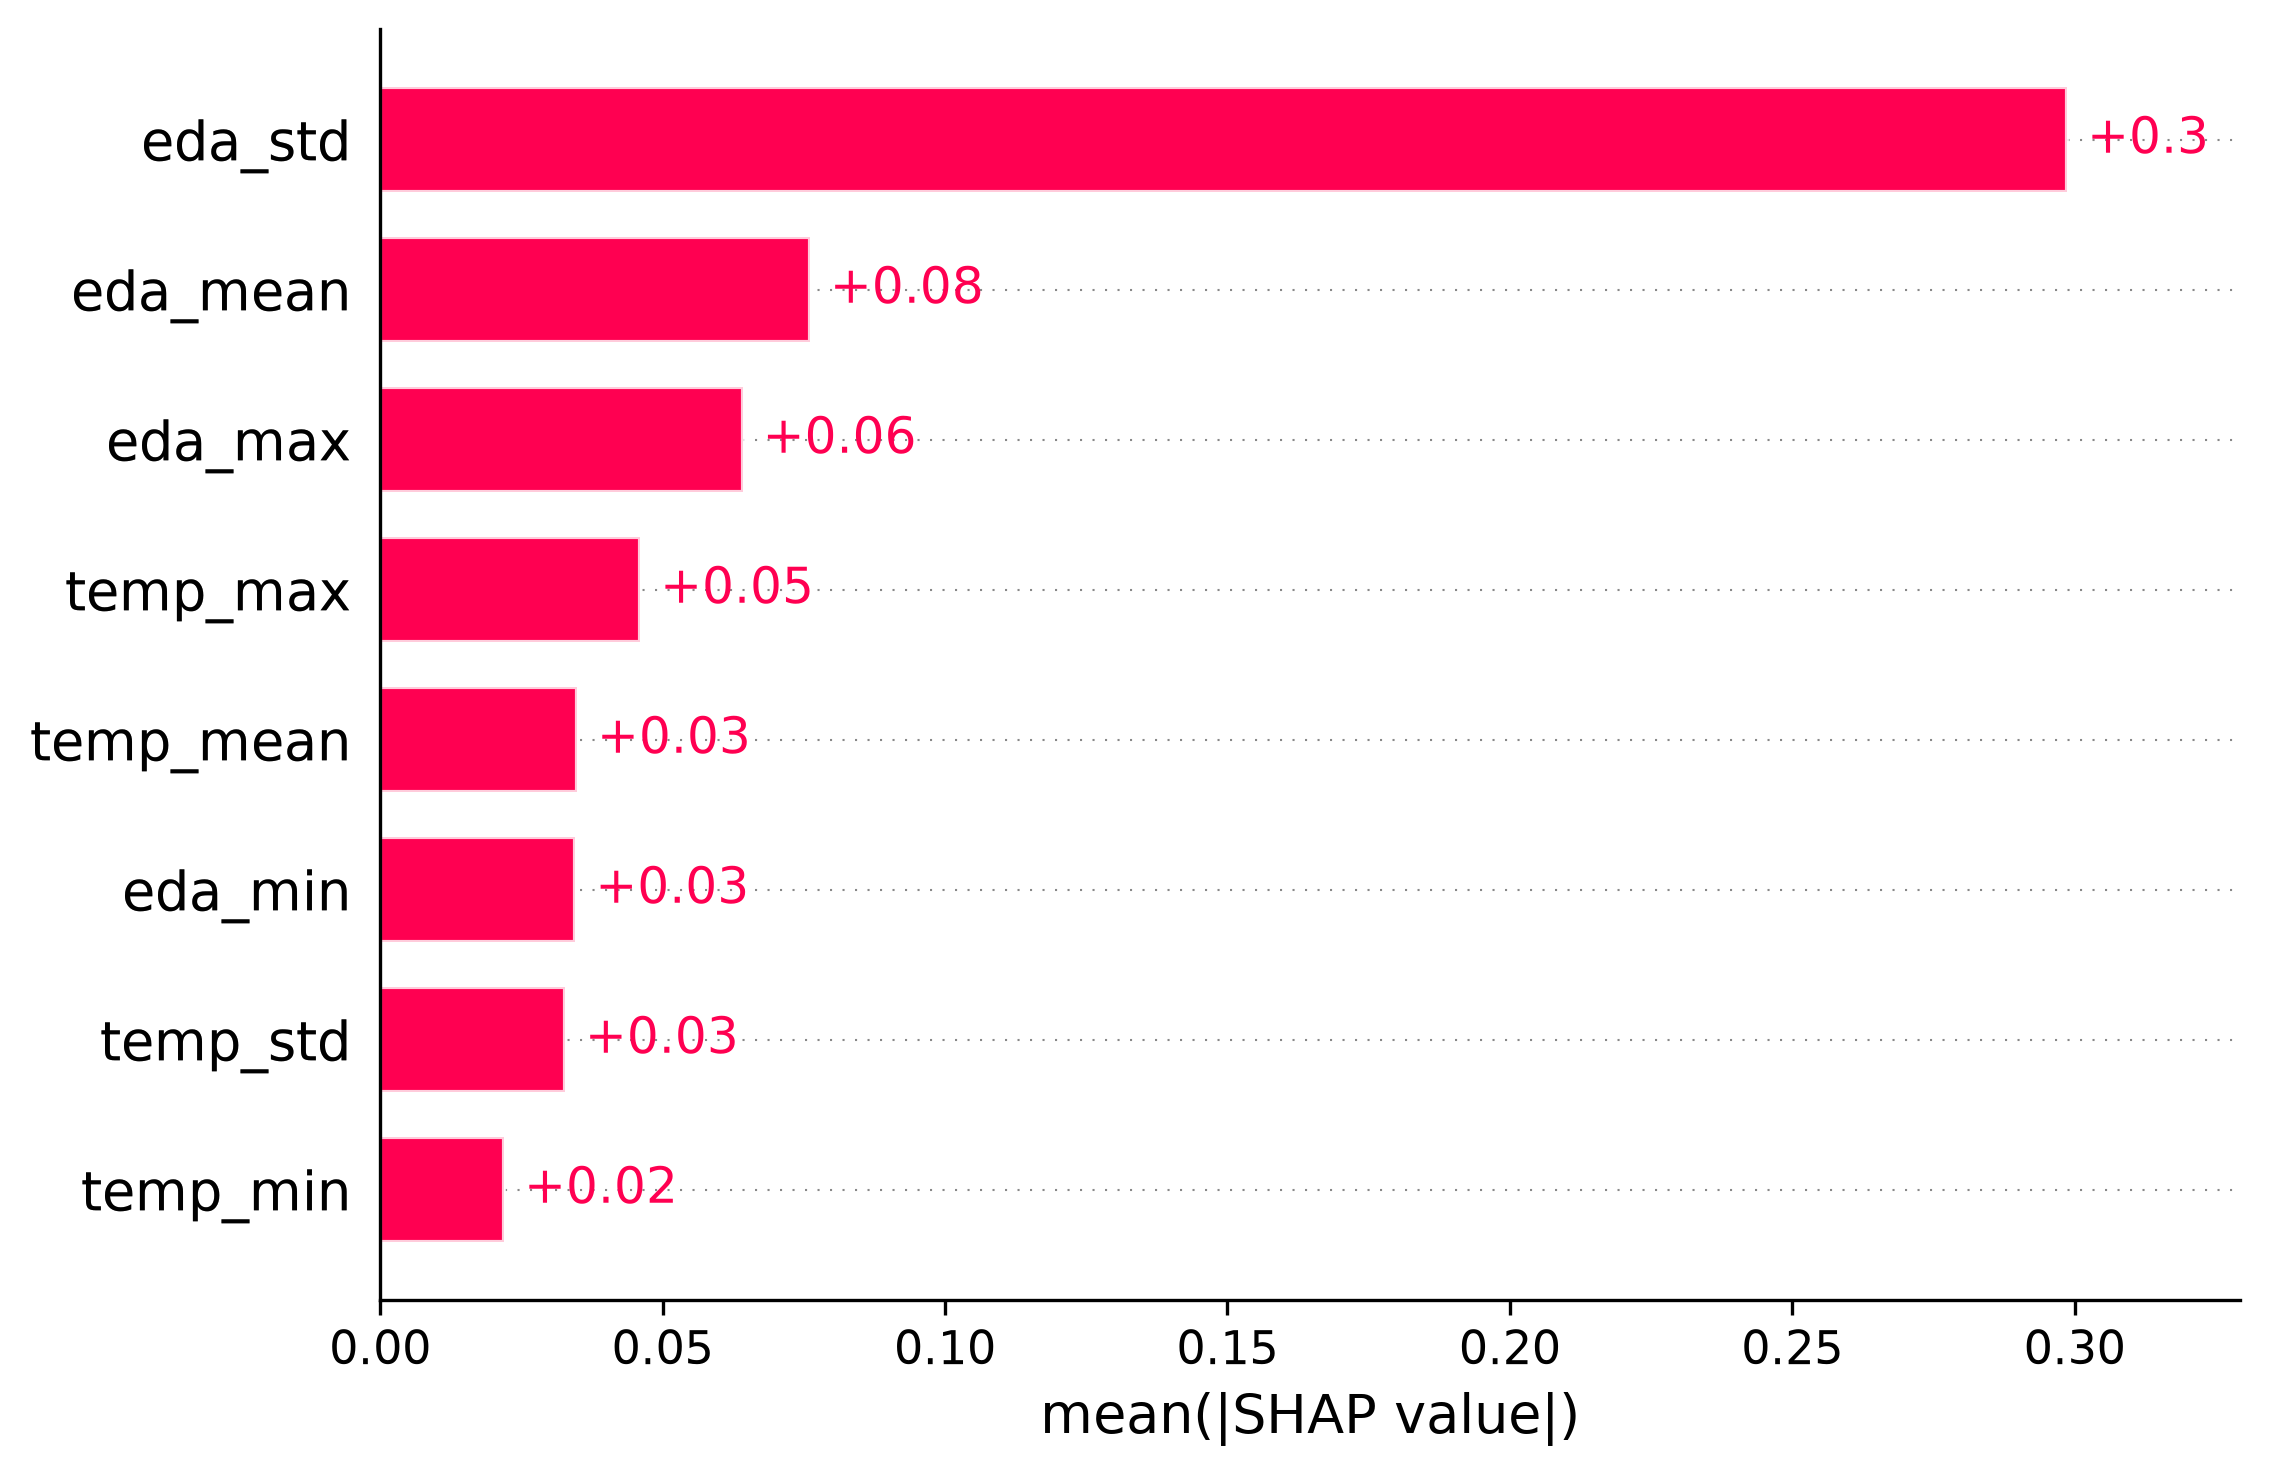 eda_std +0.3
eda_mean +0.08
eda_max +0.06
temp_max +0.05
temp_mean +0.03
eda_min +0.03
temp_std +0.03
temp_min +0.02
0.00 0.05 0.10 0.15 0.20 0.25 0.30
mean(|SHAP value|)